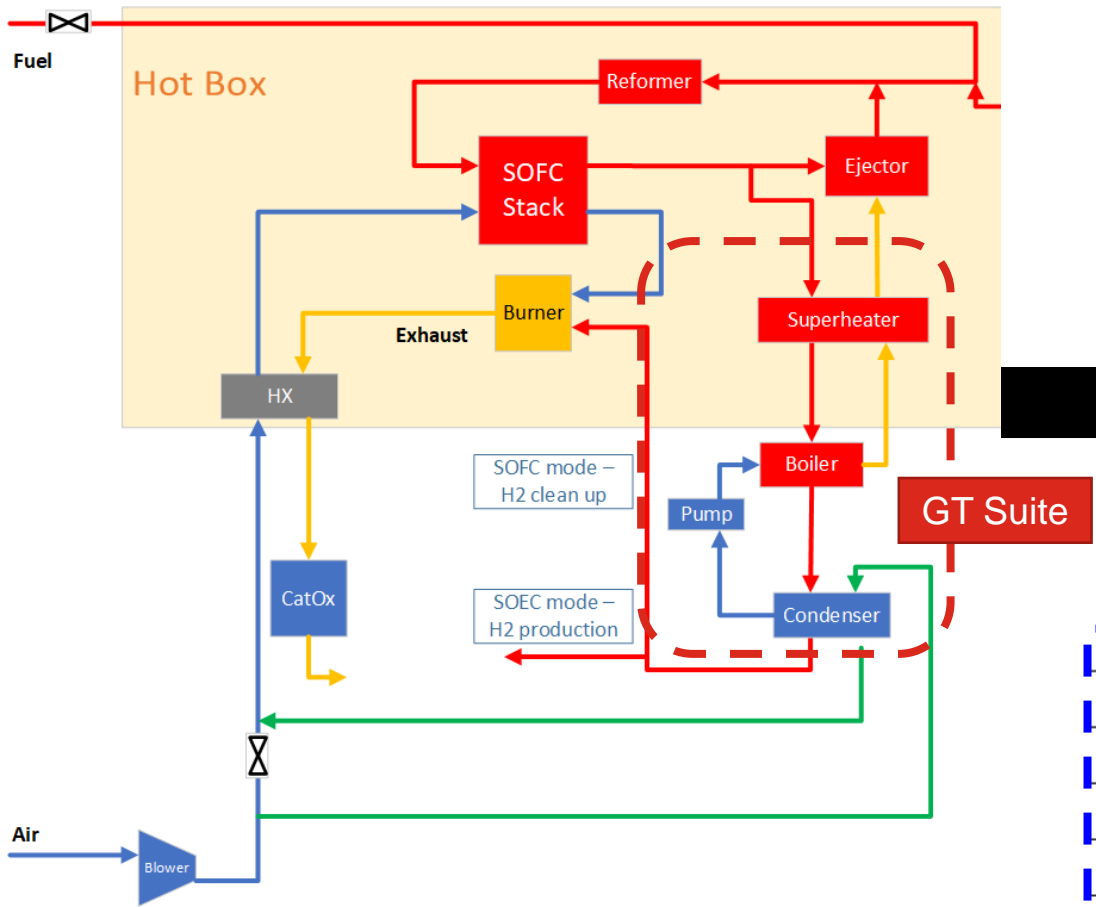 Fuel
Hot Box
Reformer
SOFC
Stack
Ejector
Burner
Superheater
Exhaust
HX
SOFC mode –
H2 clean up
Boiler
Pump
GT Suite
CatOx
SOEC mode –
H2 production
Condenser
Air
Blower